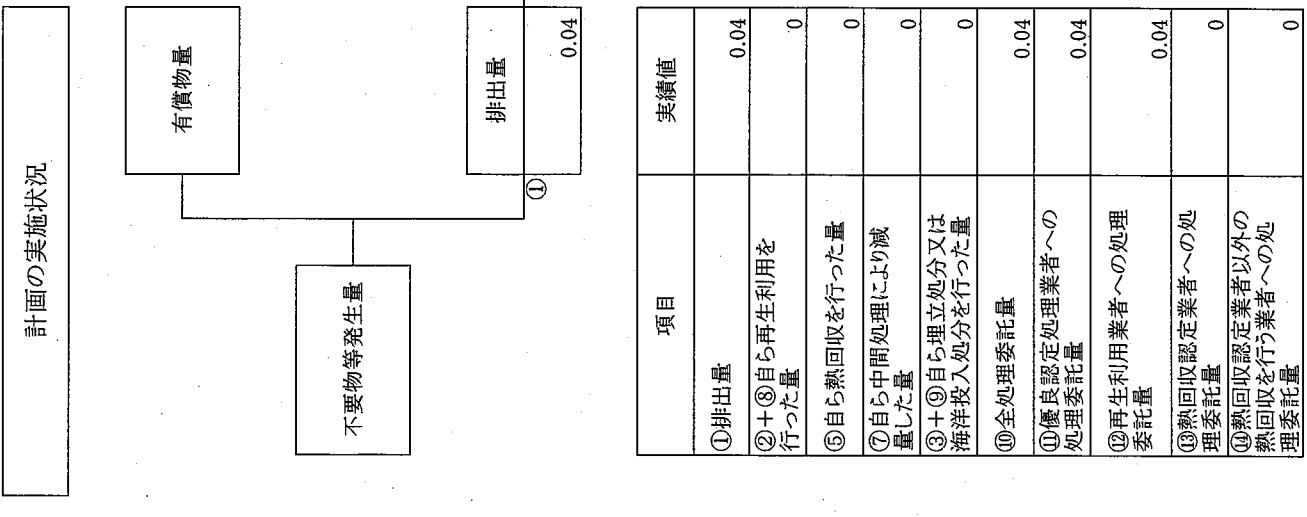 計画の実施状況
有償物量
不要物等発生量
排出量
①
0.04
項目 実績値
①排出量 0.04
②+⑧自ら再生利用を
行った量 0
⑤自ら熱回収を行った量 0
⑦自ら中間処理により減
量した量 0
③+⑨自ら埋立処分又は
海洋投入処分を行った量 0
⑩全処理委託量 0.04
⑪優良認定処理業者への
処理委託量 0.04
⑫再生利用業者への処理
委託量 0.04
⑬熱回収認定業者への処
理委託量 0
⑭熱回収認定業者以外の
熱回収を行う業者への処
理委託量 0